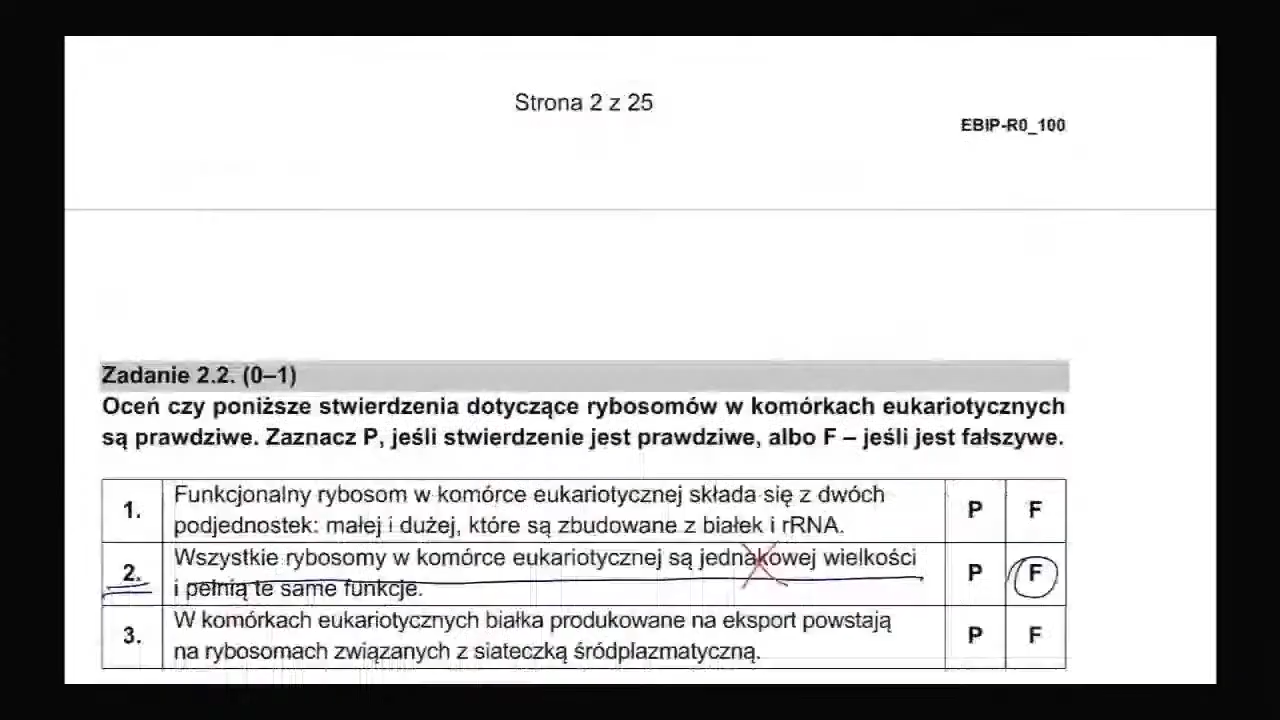 Strona 2 z 25
EBIP-R0_100
Zadanie 2.2. (0–1)
Oceń czy poniższe stwierdzenia dotyczące rybosomów w komórkach eukariotycznych
są prawdziwe. Zaznacz P, jeśli stwierdzenie jest prawdziwe, albo F – jeśli jest fałszywe.
1. Funkcjonalny rybosom w komórce eukariotycznej składa się z dwóch
podjednostek: małej i dużej, które są zbudowane z białek i rRNA. P F
2. Wszystkie rybosomy w komórce eukariotycznej są jednakowej wielkości
i pełnią te same funkcje. P F
3. W komórkach eukariotycznych białka produkowane na eksport powstają
na rybosomach związanych z siateczką śródplazmatyczną. P F